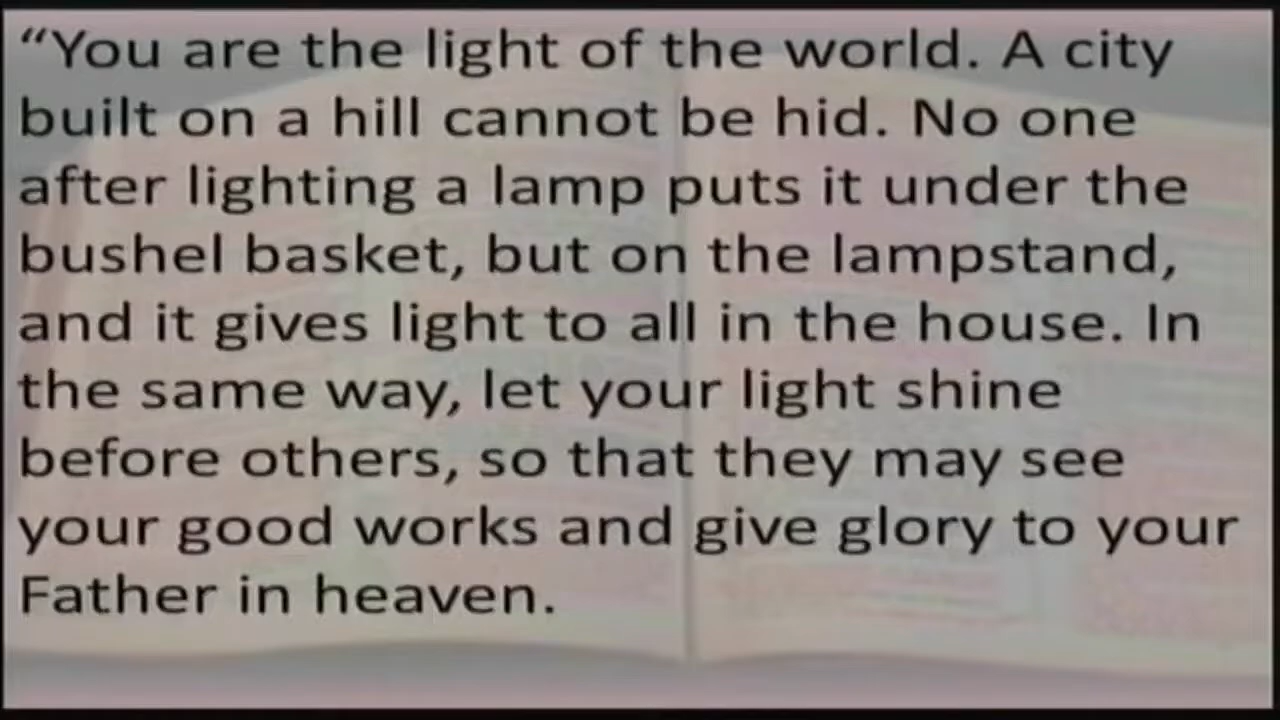 “You are the light of the world. A city
built on a hill cannot be hid. No one
after lighting a lamp puts it under the
bushel basket, but on the lampstand,
and it gives light to all in the house. In
the same way, let your light shine
before others, so that they may see
your good works and give glory to your
Father in heaven.